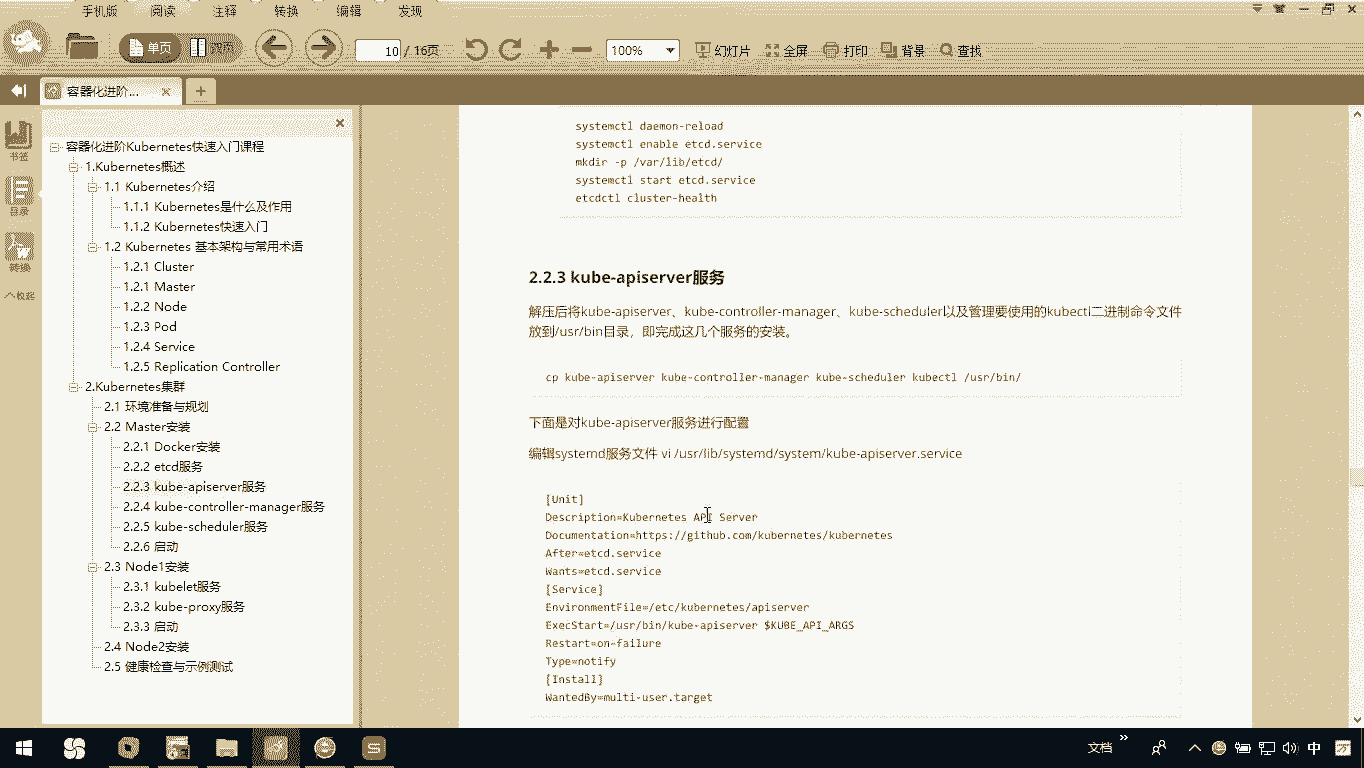 手机版 阅读 注释 转换 编辑 发现
单页 双页 10 / 16页 100% 幻灯片 全屏 打印 背景 查找
容器化进阶...
书签
目录
转换
收起
容器化进阶Kubernetes快速入门课程
1.Kubernetes概述
1.1 Kubernetes介绍
1.1.1 Kubernetes是什么及作用
1.1.2 Kubernetes快速入门
1.2 Kubernetes 基本架构与常用术语
1.2.1 Cluster
1.2.1 Master
1.2.2 Node
1.2.3 Pod
1.2.4 Service
1.2.5 Replication Controller
2.Kubernetes集群
2.1 环境准备与规划
2.2 Master安装
2.2.1 Docker安装
2.2.2 etcd服务
2.2.3 kube-apiserver服务
2.2.4 kube-controller-manager服务
2.2.5 kube-scheduler服务
2.2.6 启动
2.3 Node1安装
2.3.1 kubelet服务
2.3.2 kube-proxy服务
2.3.3 启动
2.4 Node2安装
2.5 健康检查与示例测试
systemctl daemon-reload
systemctl enable etcd.service
mkdir -p /var/lib/etcd/
systemctl start etcd.service
etcdctl cluster-health
2.2.3 kube-apiserver服务
解压后将kube-apiserver、kube-controller-manager、kube-scheduler以及管理要使用的kubectl二进制命令文件
放到/usr/bin目录，即完成这几个服务的安装。
cp kube-apiserver kube-controller-manager kube-scheduler kubectl /usr/bin/
下面是对kube-apiserver服务进行配置
编辑systemd服务文件 vi /usr/lib/systemd/system/kube-apiserver.service
[Unit]
Description=Kubernetes API Server
Documentation=https://github.com/kubernetes/kubernetes
After=etcd.service
Wants=etcd.service
[Service]
EnvironmentFile=/etc/kubernetes/apiserver
ExecStart=/usr/bin/kube-apiserver $KUBE_API_ARGS
Restart=on-failure
Type=notify
[Install]
WantedBy=multi-user.target
文档 中